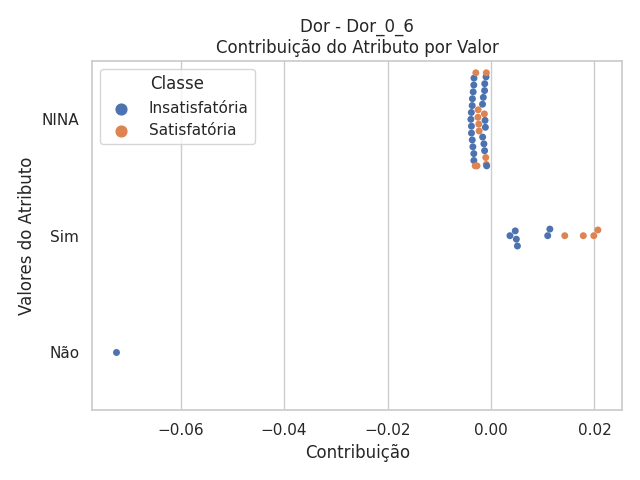 Dor - Dor_0_6
Contribuição do Atributo por Valor
Classe
Insatisfatória
Satisfatória
Valores do Atributo
NINA
Sim
Não
−0.06 −0.04 −0.02 0.00 0.02
Contribuição